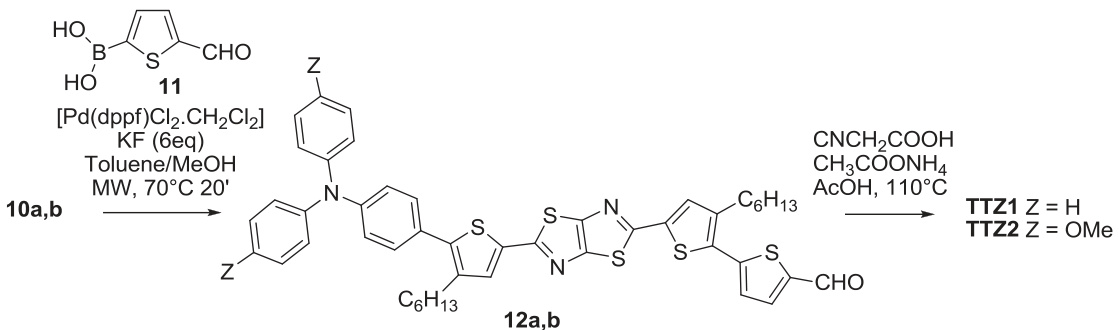 HO
B
HO
S
CHO
11
[Pd(dppf)Cl2.CH2Cl2]
KF (6eq)
Toluene/MeOH
MW, 70°C 20'
10a,b
Z
N
Z
S
C6H13
S
N
N
S
C6H13
S
S
CHO
12a,b
CNCH2COOH
CH3COONH4
AcOH, 110°C
TTZ1 Z = H
TTZ2 Z = OMe